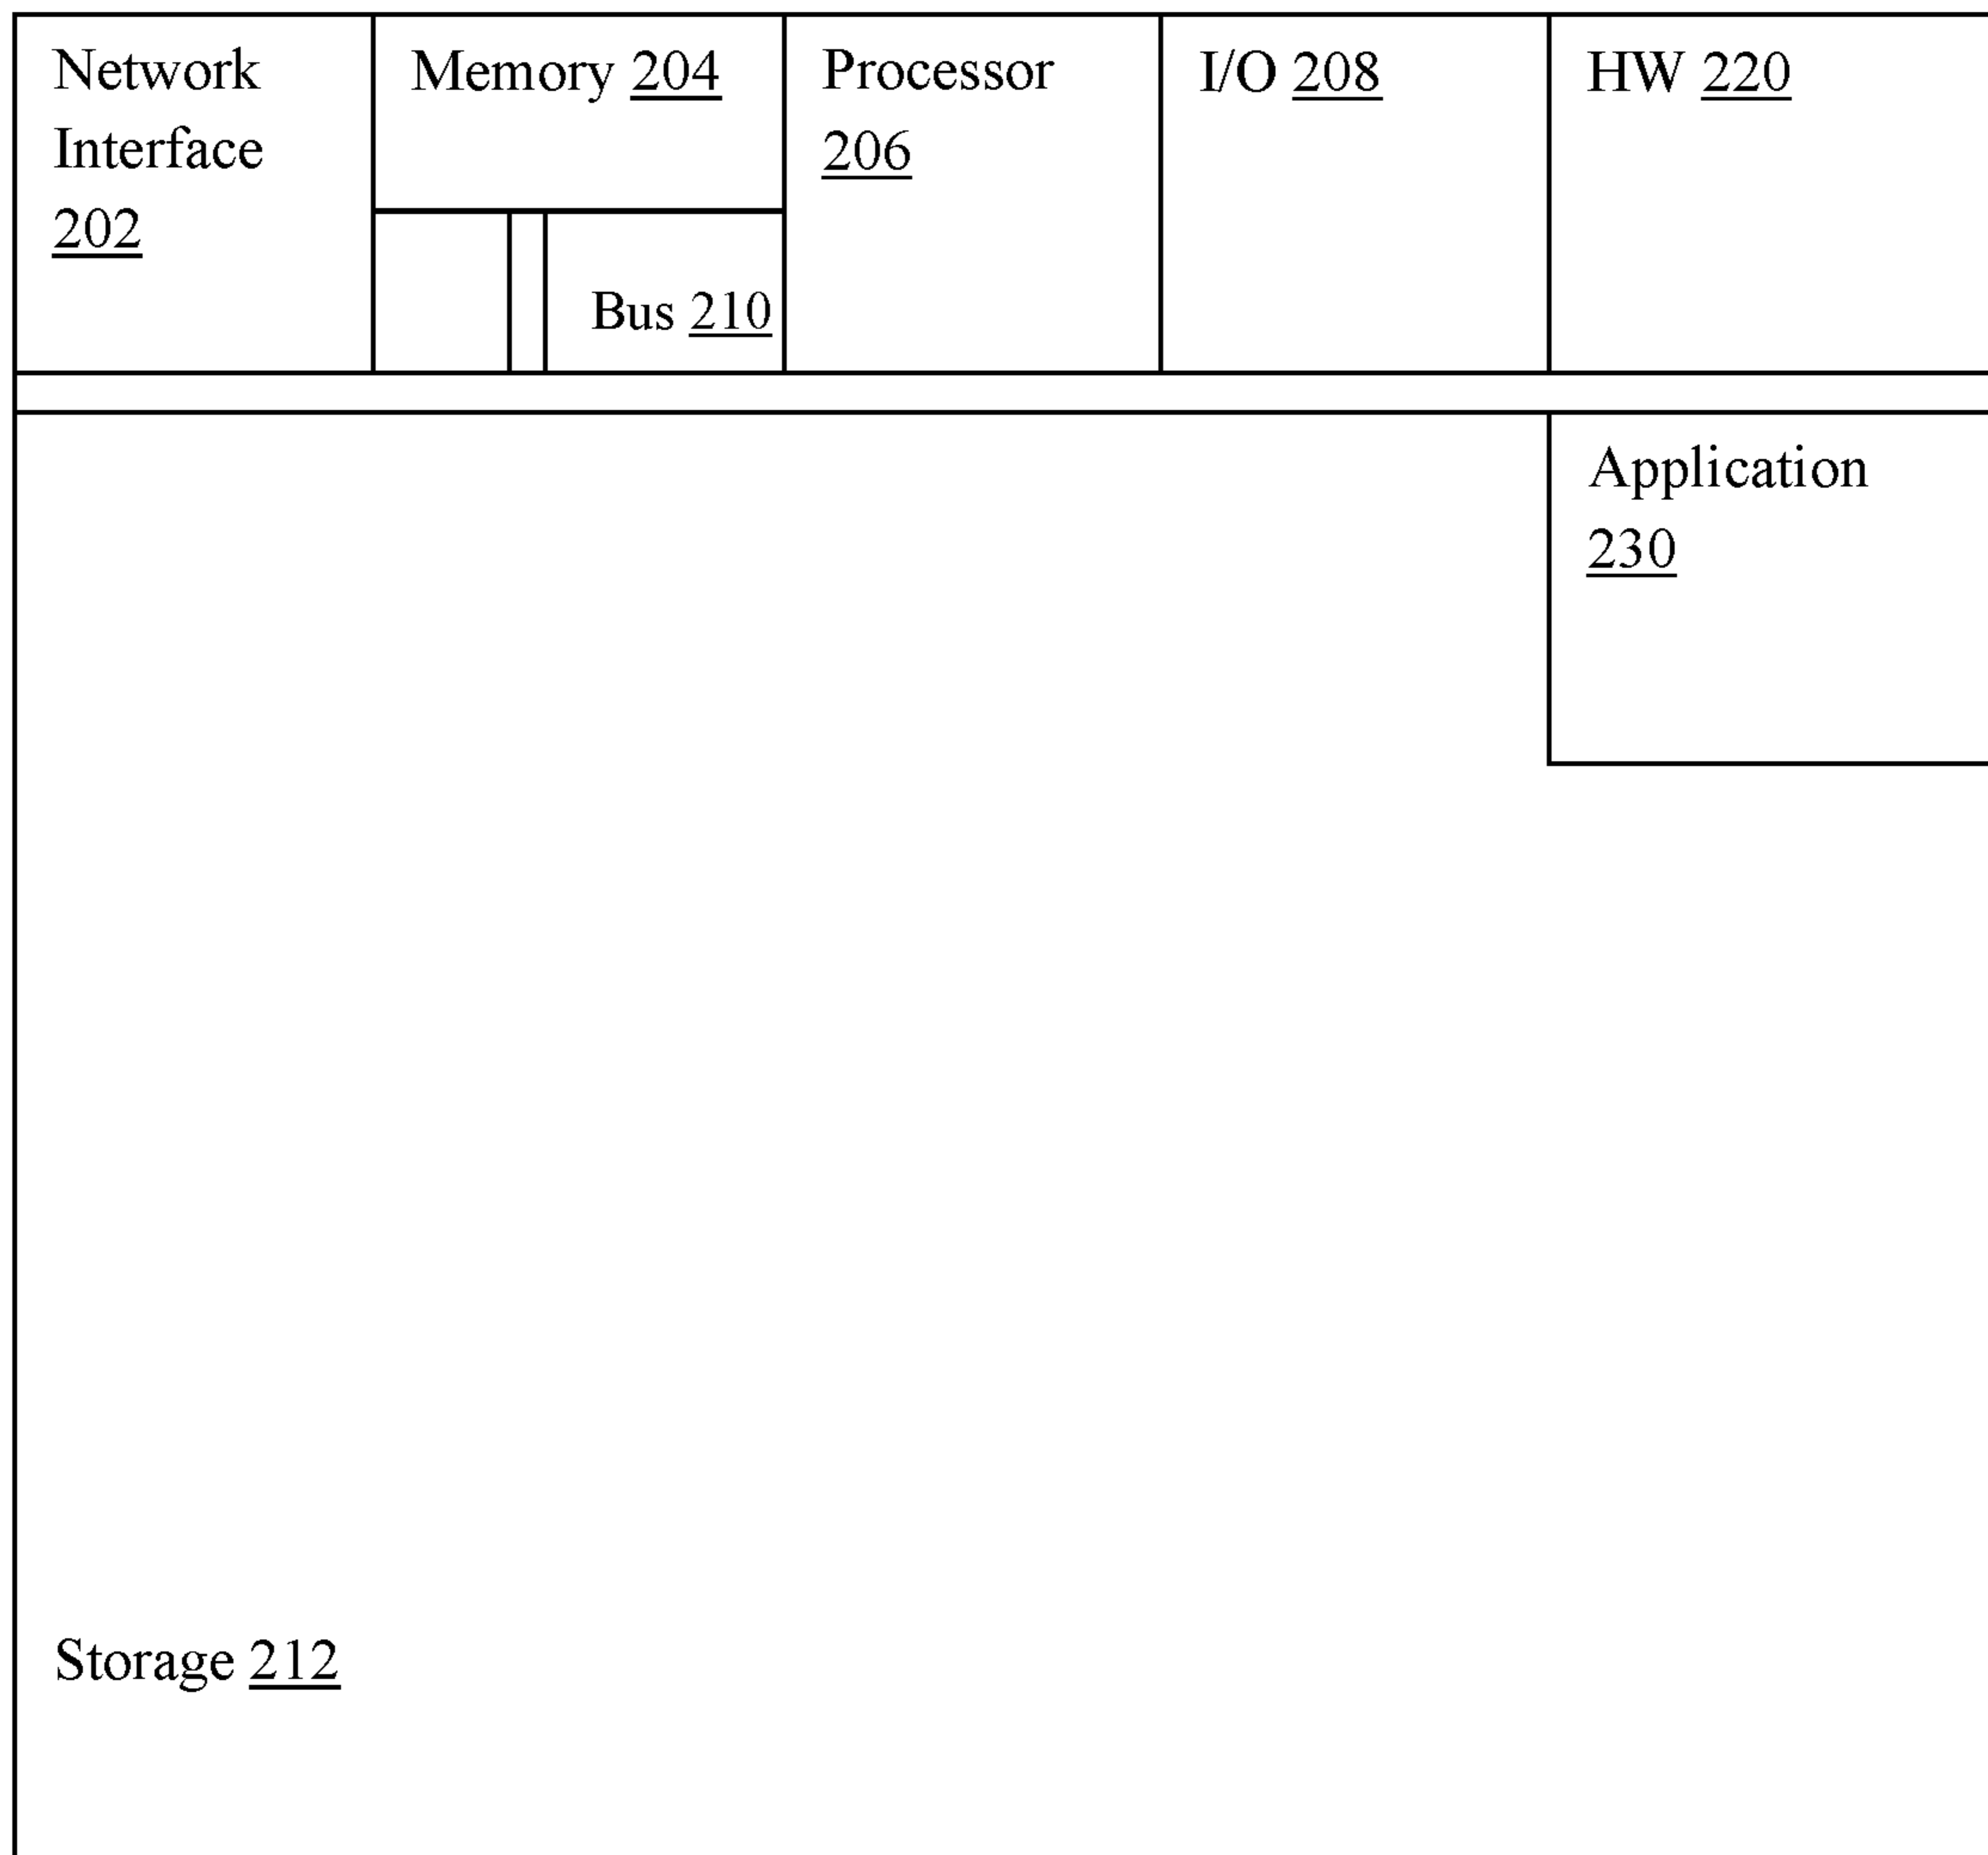 Network
Interface
202
Memory 204
Bus 210
Processor
206
I/O 208
HW 220
Application
230
Storage 212